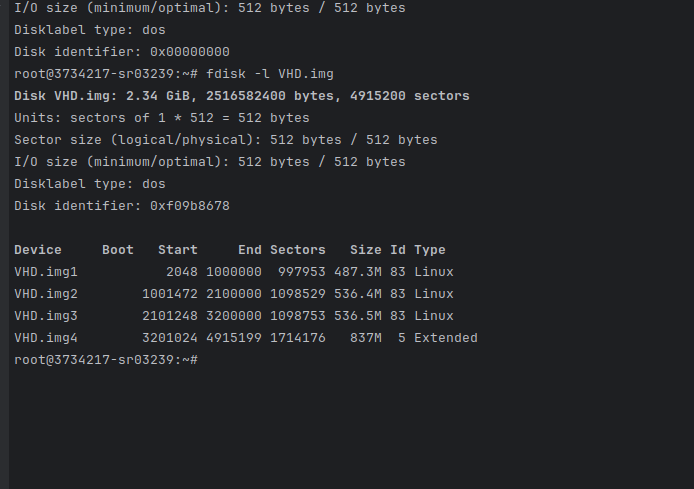 I/O size (minimum/optimal): 512 bytes / 512 bytes
Disklabel type: dos
Disk identifier: 0x00000000
root@3734217-sr03239:~# fdisk -l VHD.img
Disk VHD.img: 2.34 GiB, 2516582400 bytes, 4915200 sectors
Units: sectors of 1 * 512 = 512 bytes
Sector size (logical/physical): 512 bytes / 512 bytes
I/O size (minimum/optimal): 512 bytes / 512 bytes
Disklabel type: dos
Disk identifier: 0xf09b8678

Device     Boot   Start     End Sectors   Size Id Type
VHD.img1           2048 1000000  997953 487.3M 83 Linux
VHD.img2        1001472 2100000 1098529 536.4M 83 Linux
VHD.img3        2101248 3200000 1098753 536.5M 83 Linux
VHD.img4        3201024 4915199 1714176   837M  5 Extended
root@3734217-sr03239:~#